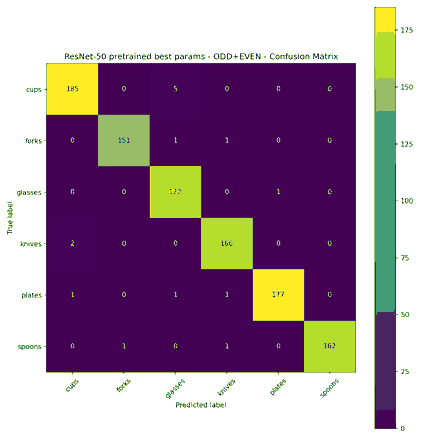 ResNet-50 pretrained best params - ODD+EVEN - Confusion Matrix
cups 185 0 5 0 0 0
forks 0 151 1 1 0 0
glasses 0 0 172 0 1 0
knives 2 0 0 166 0 0
plates 1 0 1 1 177 0
spoons 0 1 0 1 0 162
cups forks glasses knives plates spoons
True label
Predicted label
175
150
125
100
75
50
25
0